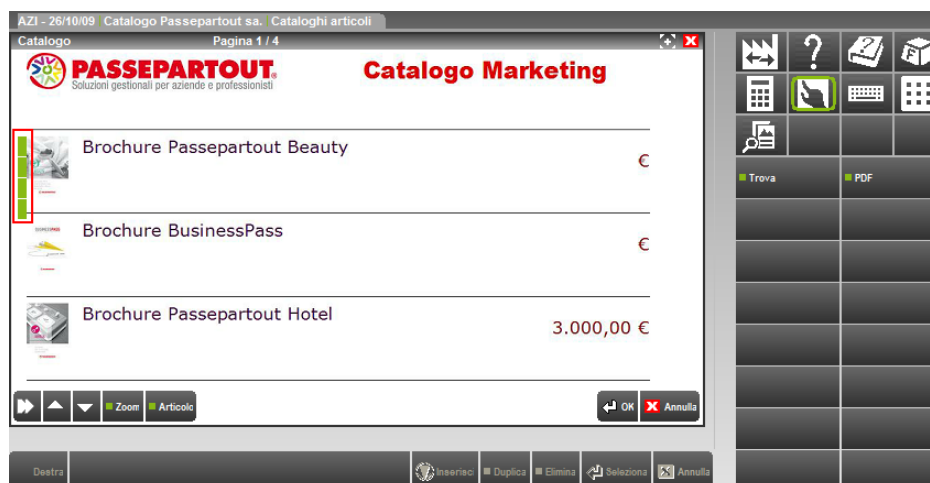 AZI - 26/10/09 Catalogo Passepartout sa. Cataloghi articoli
Catalogo Pagina 1 / 4
PASSEPARTOUT®
Soluzioni gestionali per aziende e professionisti
Catalogo Marketing
Brochure Passepartout Beauty
€
Brochure BusinessPass
€
Brochure Passepartout Hotel
3.000,00 €
Zoom Articolo OK Annulla
Destra Inserisci Duplica Elimina Seleziona Annulla
Trova PDF